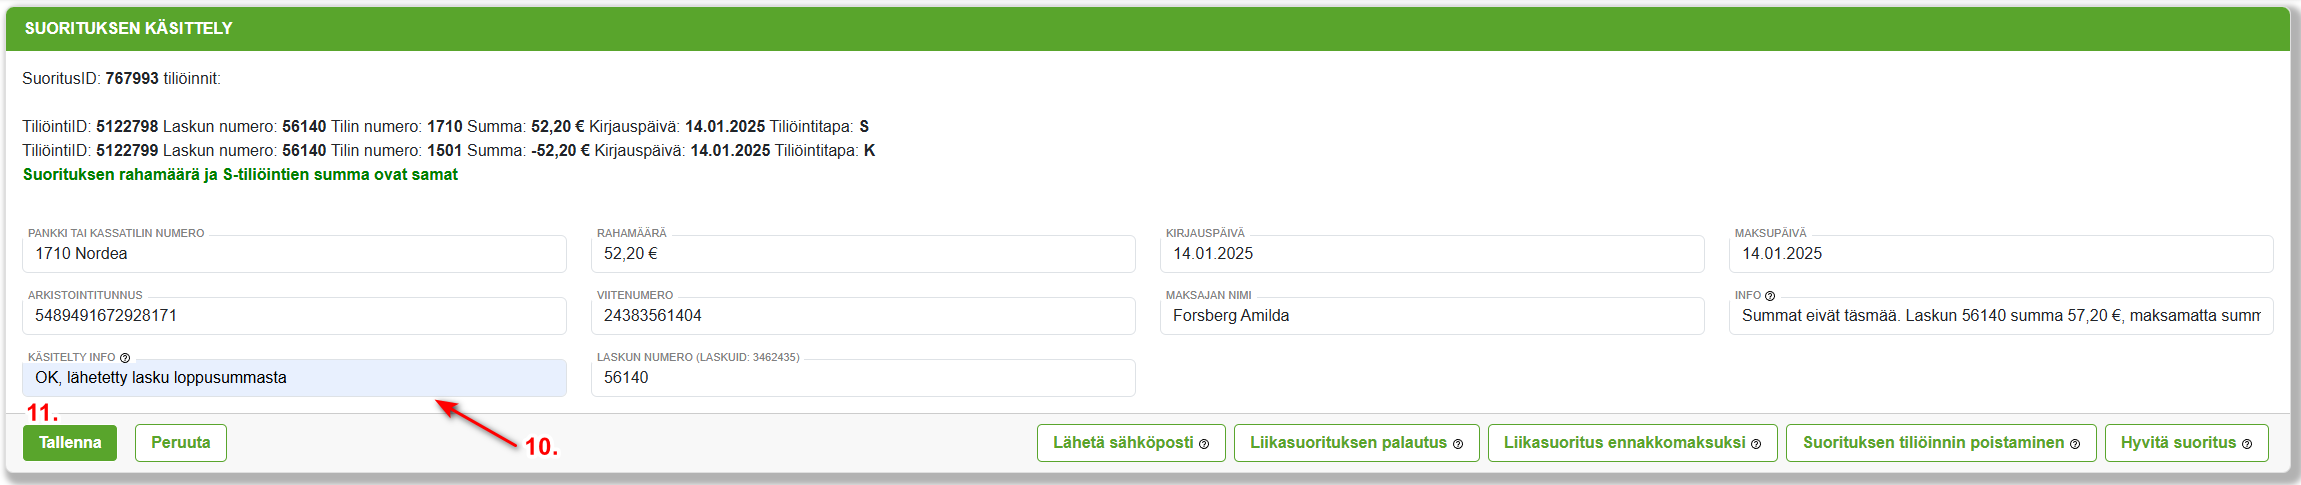 SUORITUKSEN KÄSITTELY
SuoritusID: 767993 tiliöinnit:
TiliöintiID: 5122798 Laskun numero: 56140 Tilin numero: 1710 Summa: 52,20 € Kirjauspäivä: 14.01.2025 Tiliöintitapa: S
TiliöintiID: 5122799 Laskun numero: 56140 Tilin numero: 1501 Summa: -52,20 € Kirjauspäivä: 14.01.2025 Tiliöintitapa: K
Suorituksen rahamäärä ja S-tiliöintien summa ovat samat
PANKKI TAI KASSATILIN NUMERO
1710 Nordea
RAHAMÄÄRÄ
52,20 €
KIRJAUSPÄIVÄ
14.01.2025
MAKSUPÄIVÄ
14.01.2025
ARKISTOINTITUNNUS
5489491672928171
VIITENUMERO
24383561404
MAKSAJAN NIMI
Forsberg Amilda
INFO
Summat eivät täsmää. Laskun 56140 summa 57,20 €, maksamatta summ
KÄSITELTY INFO
OK, lähetetty lasku loppusummasta
LASKUN NUMERO (LASKUID: 3462435)
56140
11.
10.
Tallenna
Peruuta
Lähetä sähköposti
Liikasuorituksen palautus
Liikasuoritus ennakkomaksuksi
Suorituksen tiliöinnin poistaminen
Hyvitä suoritus